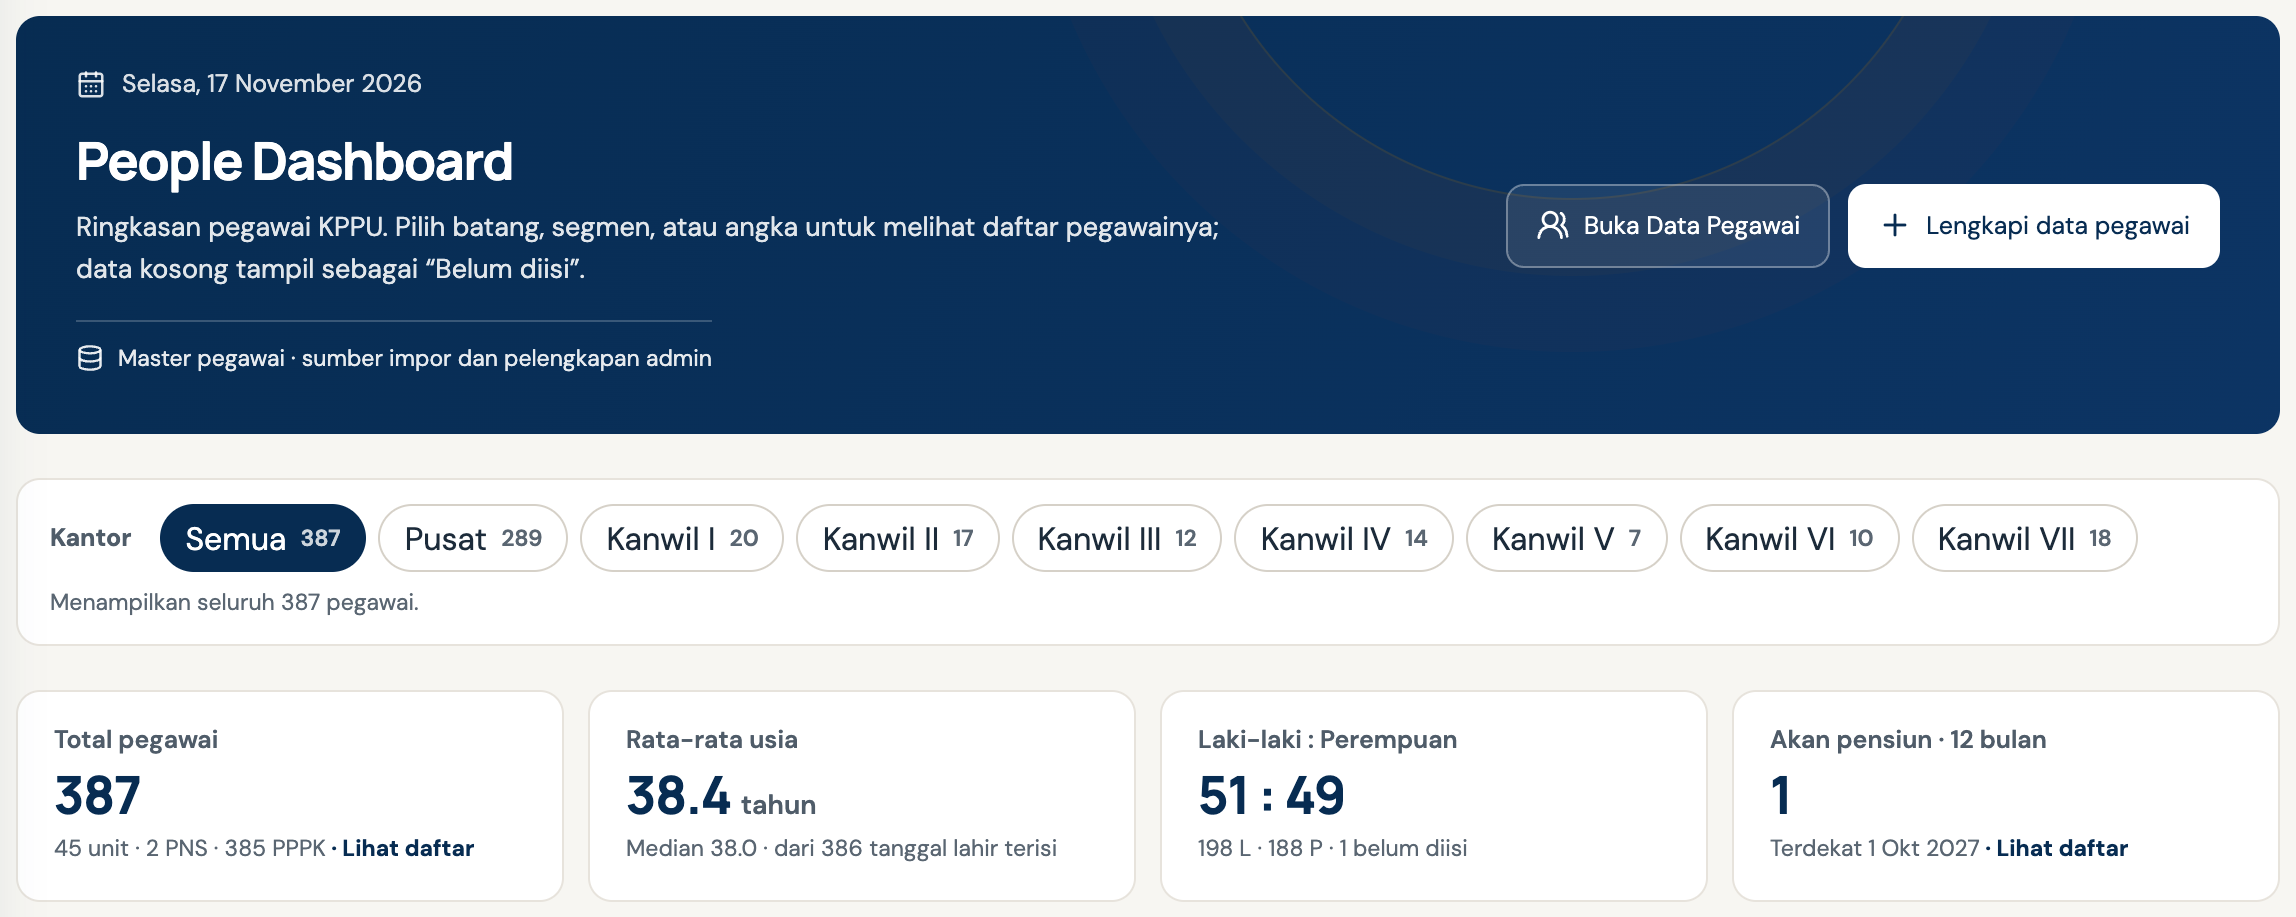 Selasa, 17 November 2026
People Dashboard
Ringkasan pegawai KPPU. Pilih batang, segmen, atau angka untuk melihat daftar pegawainya;
data kosong tampil sebagai “Belum diisi”.
Buka Data Pegawai
Lengkapi data pegawai
Master pegawai · sumber impor dan pelengkapan admin
Kantor Semua 387 Pusat 289 Kanwil I 20 Kanwil II 17 Kanwil III 12 Kanwil IV 14 Kanwil V 7 Kanwil VI 10 Kanwil VII 18
Menampilkan seluruh 387 pegawai.
Total pegawai
387
45 unit · 2 PNS · 385 PPPK · Lihat daftar
Rata-rata usia
38.4 tahun
Median 38.0 · dari 386 tanggal lahir terisi
Laki-laki : Perempuan
51 : 49
198 L · 188 P · 1 belum diisi
Akan pensiun · 12 bulan
1
Terdekat 1 Okt 2027 · Lihat daftar